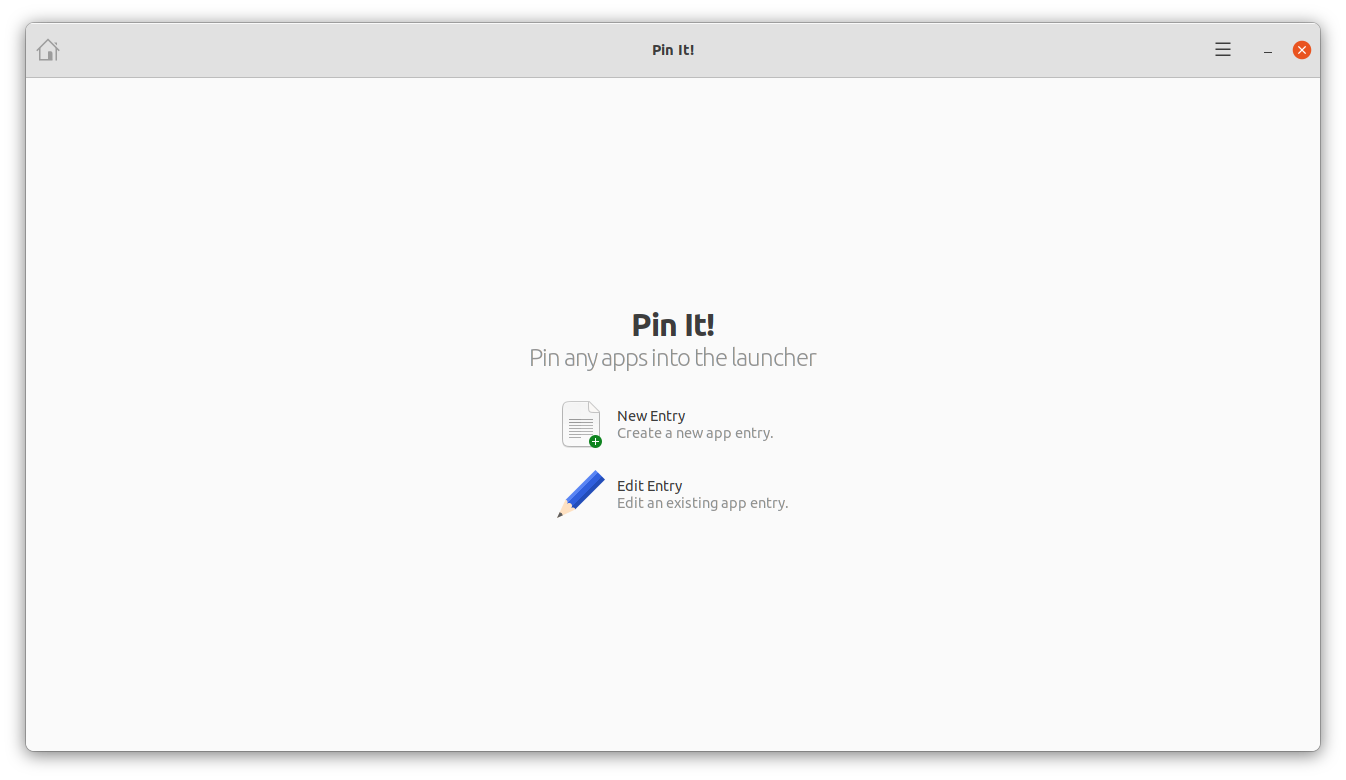 Pin It!
Pin It!
Pin any apps into the launcher
New Entry
Create a new app entry.
Edit Entry
Edit an existing app entry.